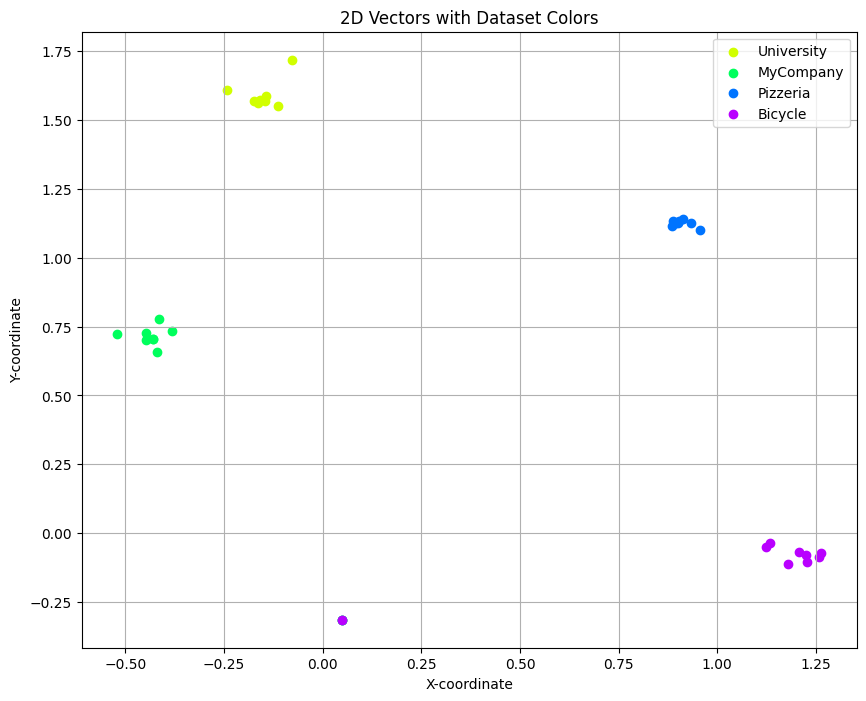 2D Vectors with Dataset Colors
University
MyCompany
Pizzeria
Bicycle
1.75
1.50
1.25
1.00
0.75
0.50
0.25
0.00
−0.25
Y-coordinate
−0.50
−0.25
0.00
0.25
0.50
0.75
1.00
1.25
X-coordinate